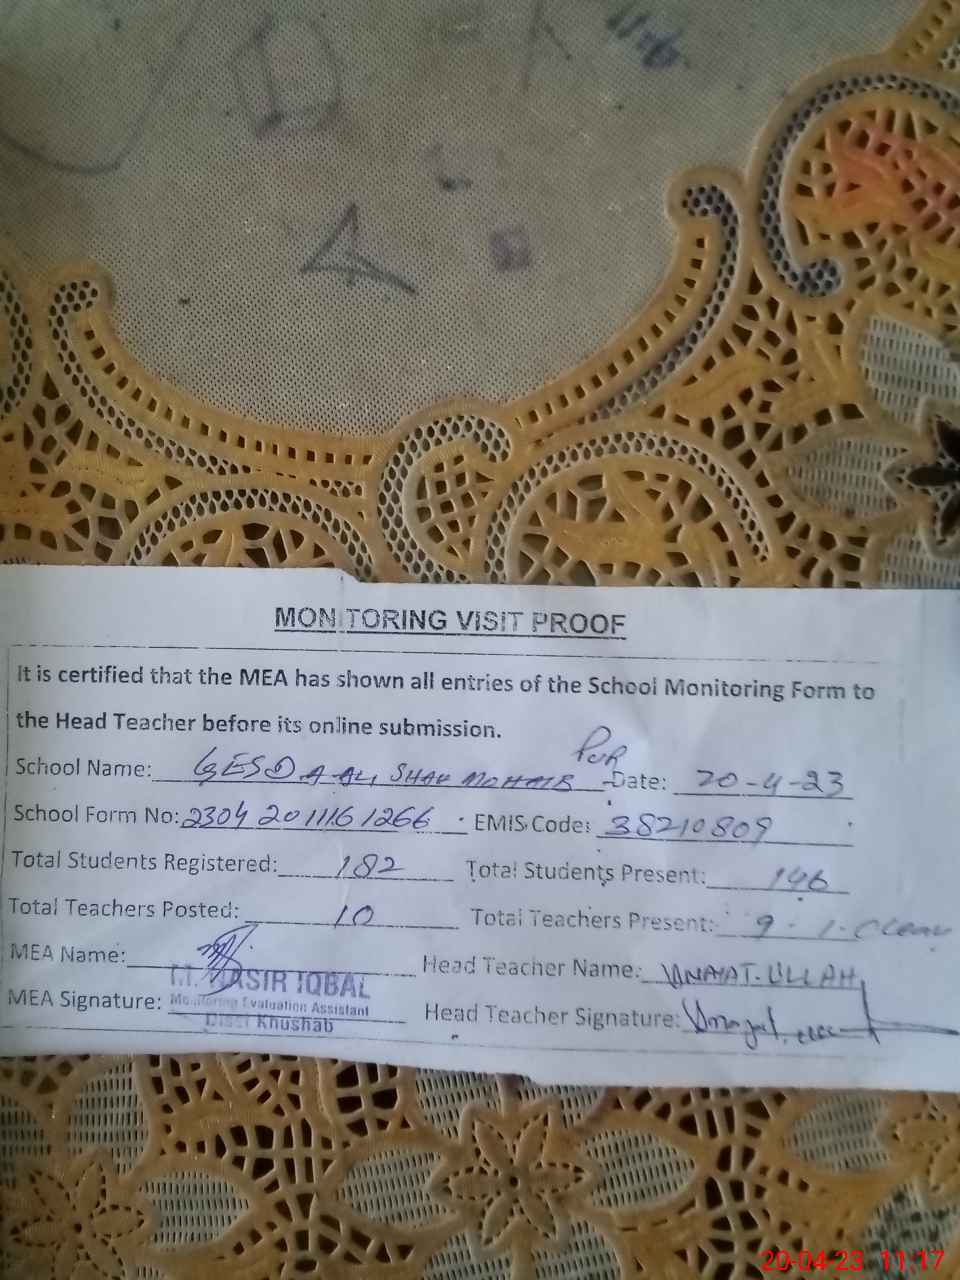 MONITORING VISIT PROOF
It is certified that the MEA has shown all entries of the School Monitoring Form to
the Head Teacher before its online submission.
School Name: SHAH Date: 20-4-23
School Form No: 2304 201116 1266 EMIS Code: 38210809
Total Students Registered: 182 Total Students Present: 146
Total Teachers Posted: 10 Total Teachers Present: 9. 1.
MEA Name: Head Teacher Name: INAYAT-ULLAH
M. NASIR IQBAL
Monitoring Evaluation Assistant
MEA Signature: Head Teacher Signature:
Distt Khushab
20-04-23 11:17